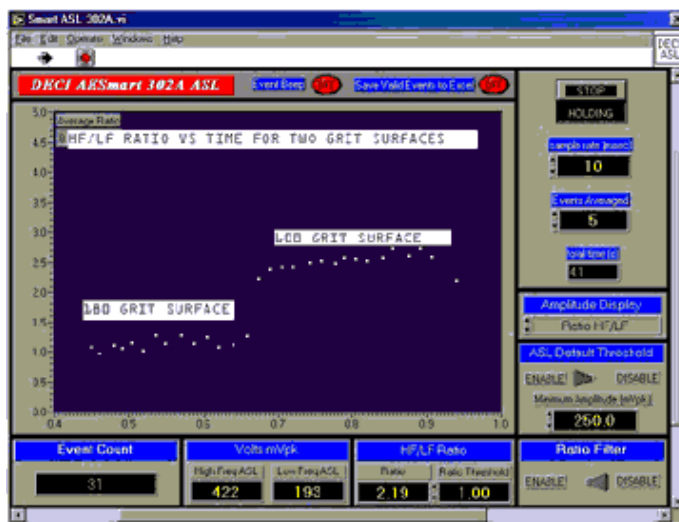 Smart ASL 302A.vi
File Edit Operate Windows Help
DECI
ASL
DECI AESmart 302A ASL
Event Beep
OFF
Save Valid Events to Excel
OFF
STOP
HOLDING
5.0
4.5
4.0
3.5
3.0
2.5
2.0
1.5
1.0
0.5
0.0
Average Ratio
HF/LF RATIO VS TIME FOR TWO GRIT SURFACES
600 GRIT SURFACE
180 GRIT SURFACE
0.4 0.5 0.6 0.7 0.8 0.9 1.0
sample rate (msec)
10
Events Averaged
5
total time (s)
Amplitude Display
Ratio HF/LF
ASL Default Threshold
ENABLE! DISABLE!
Minimum Amplitude (mVpk)
250.0
Event Count
31
Volts mVpk
High Freq ASL Low Freq ASL
422 193
HF/LF Ratio
Ratio Ratio Threshold
2.19 1.00
Ratio Filter
ENABLE! DISABLE!